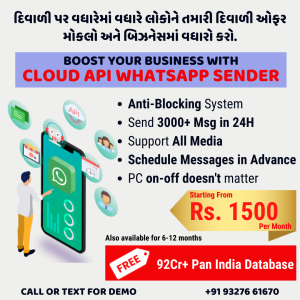 દિવાળી પર વધારેમાં વધારે લોકોને તમારી દિવાળી ઓફર
મોકલો અને બિઝનેસમાં વધારો કરો.
BOOST YOUR BUSINESS WITH
CLOUD API WHATSAPP SENDER
API
• Anti-Blocking System
• Send 3000+ Msg in 24H
• Support All Media
• Schedule Messages in Advance
• PC on-off doesn't matter
Starting From
Rs. 1500
Per Month
Also available for 6-12 months
FREE
92Cr+ Pan India Database
CALL OR TEXT FOR DEMO
+91 93276 61670